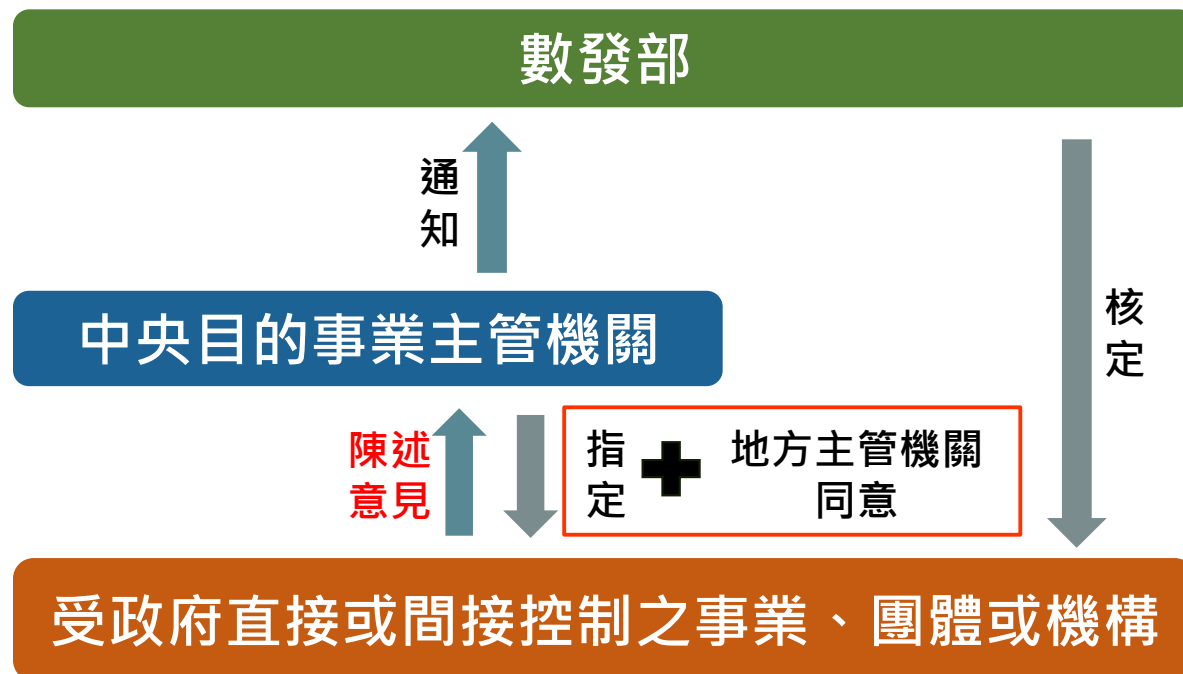 數發部
通
知
中央目的事業主管機關
核
定
陳述
意見
指
定
地方主管機關
同意
受政府直接或間接控制之事業、團體或機構